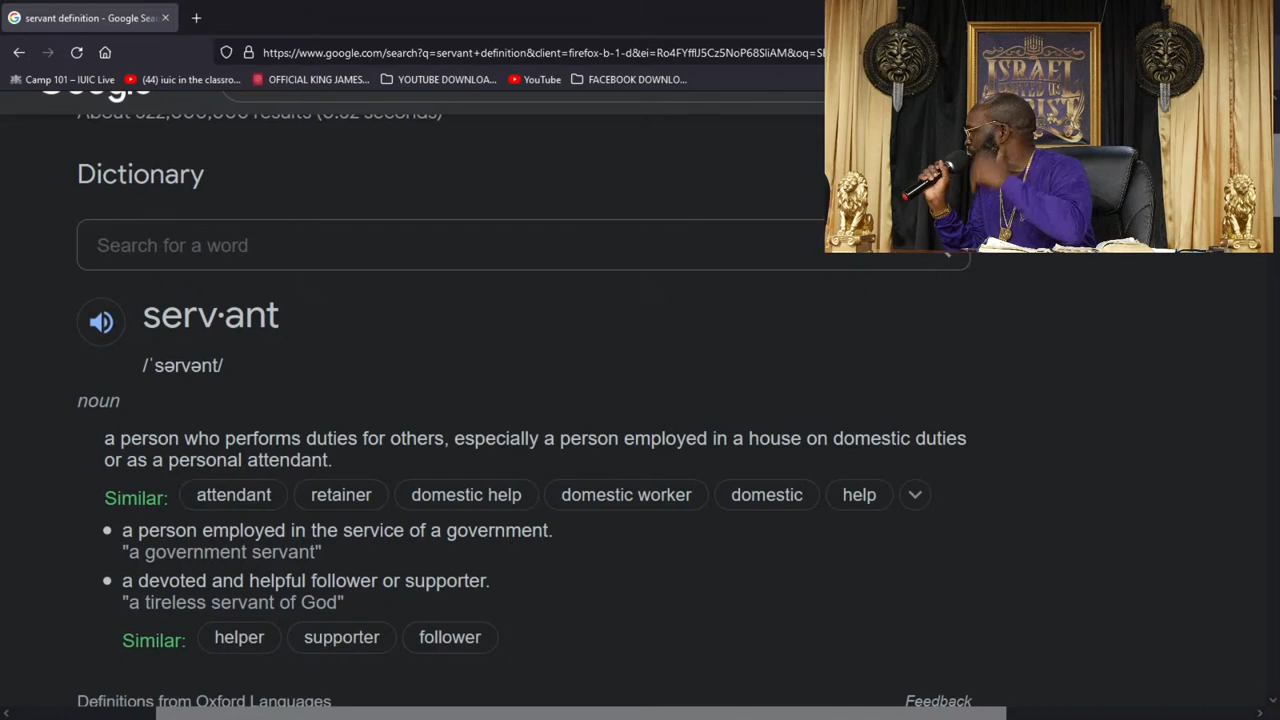 servant definition - Google Sea
https://www.google.com/search?q=servant+definition&client=firefox-b-1-d&ei=Ro4FYffIJ5Cz5NoP68SliAM&oq=S
Camp 101 – IUIC Live
(44) iuic in the classro...
OFFICIAL KING JAMES...
YOUTUBE DOWNLOA...
YouTube
FACEBOOK DOWNLO...
Google
ISRAEL
UNITED IN
CHRIST
Dictionary
Search for a word
serv·ant
/ˈsərvənt/
noun
a person who performs duties for others, especially a person employed in a house on domestic duties
or as a personal attendant.
Similar: attendant retainer domestic help domestic worker domestic help
a person employed in the service of a government.
"a government servant"
a devoted and helpful follower or supporter.
"a tireless servant of God"
Similar: helper supporter follower
Definitions from Oxford Languages
Feedback